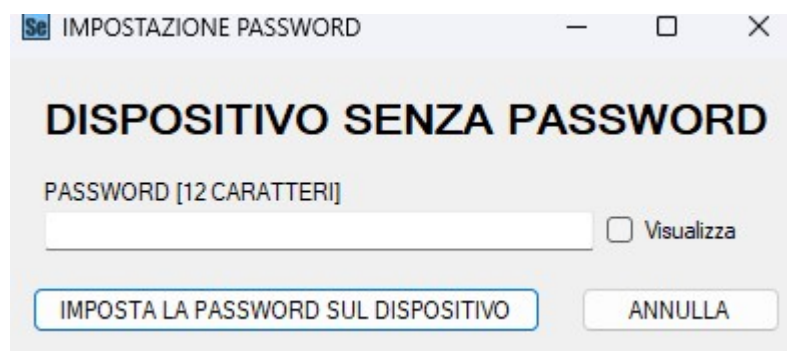 Se IMPOSTAZIONE PASSWORD
DISPOSITIVO SENZA PASSWORD
PASSWORD [12 CARATTERI]
Visualizza
IMPOSTA LA PASSWORD SUL DISPOSITIVO
ANNULLA